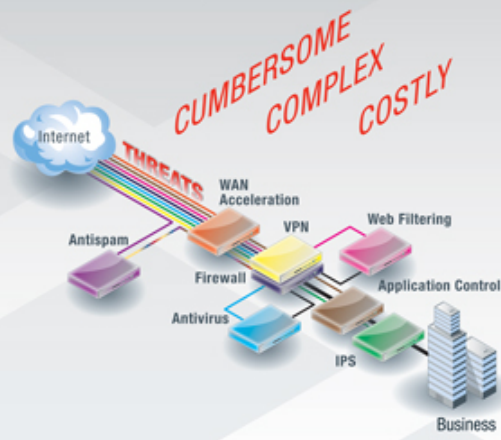 CUMBERSOME
COMPLEX
COSTLY
Internet
THREATS
WAN
Acceleration
VPN
Web Filtering
Antispam
Firewall
Application Control
Antivirus
IPS
Business